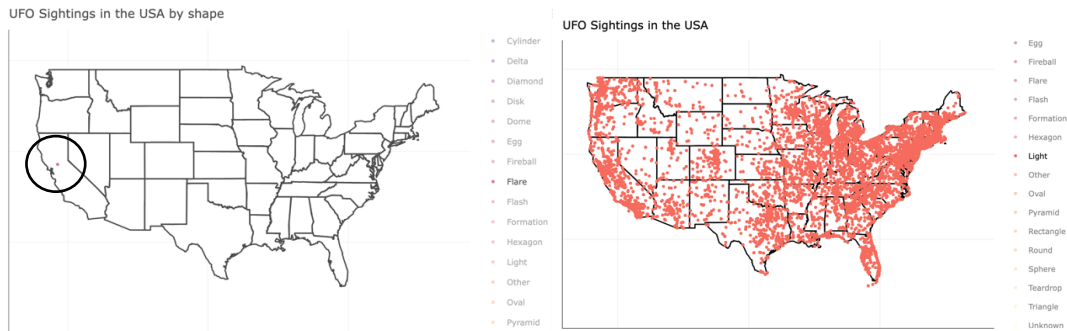 UFO Sightings in the USA by shape
Cylinder
Delta
Diamond
Disk
Dome
Egg
Fireball
Flare
Flash
Formation
Hexagon
Light
Other
Oval
Pyramid
UFO Sightings in the USA
Egg
Fireball
Flare
Flash
Formation
Hexagon
Light
Other
Oval
Pyramid
Rectangle
Round
Sphere
Teardrop
Triangle
Unknown